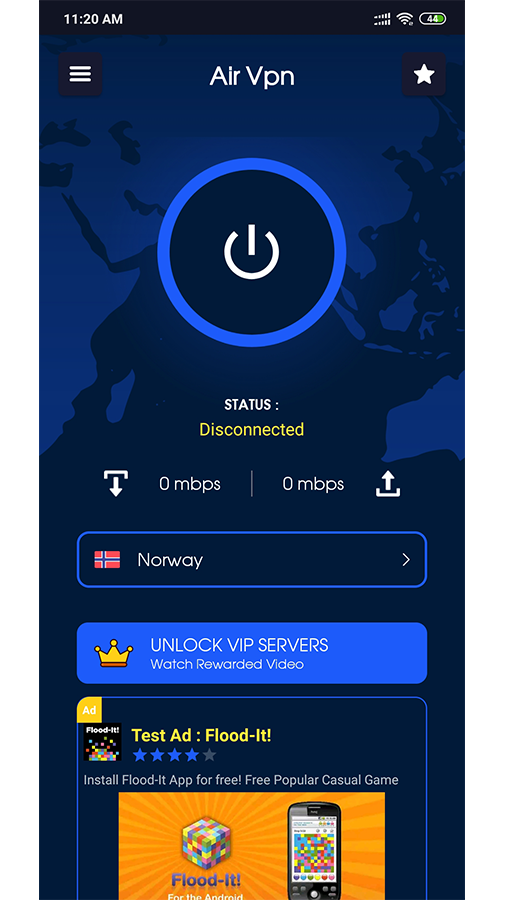 11:20 AM
44
Air Vpn
STATUS :
Disconnected
0 mbps
0 mbps
Norway
UNLOCK VIP SERVERS
Watch Rewarded Video
Ad
Flood-It!
Test Ad : Flood-It!
Install Flood-It App for free! Free Popular Casual Game
Flood-It!
For the Android